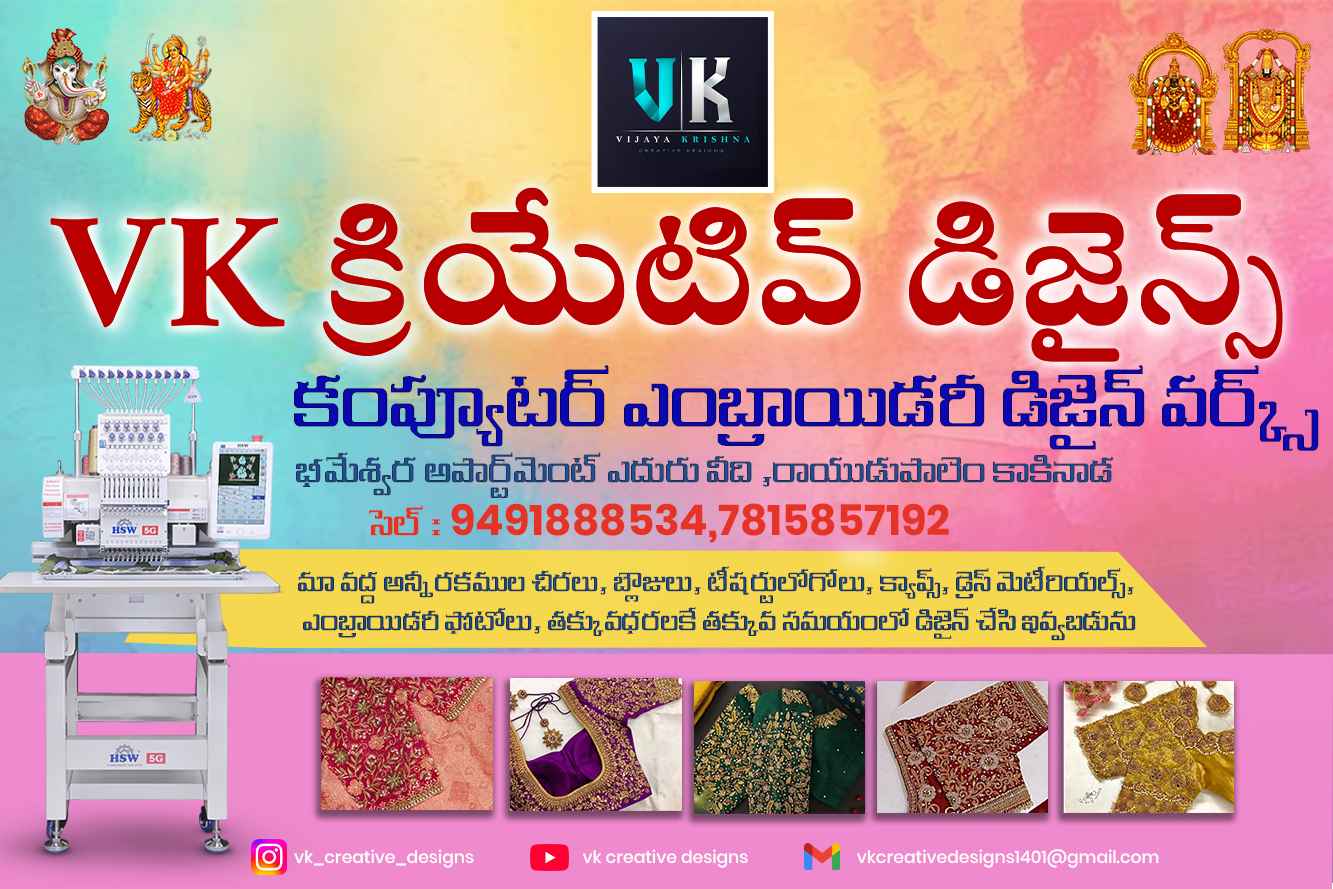 VK
VIJAYA KRISHNA
CREATIVE DESIGNS
VK క్రియేటివ్ డిజైన్స్
కంప్యూటర్ ఎంబ్రాయిడరీ డిజైన్ వర్క్స్
భీమేశ్వర అపార్ట్‌మెంట్ ఎదురు వీది ,రాయుడుపాలెం కాకినాడ
సెల్ : 9491888534,7815857192
మా వద్ద అన్నిరకముల చీరలు, బ్లౌజులు, టీషర్టులోగోలు, క్యాప్స్, డ్రెస్ మెటీరియల్స్,
ఎంబ్రాయిడరీ ఫోటోలు, తక్కువధరలకే తక్కువ సమయంలో డిజైన్ చేసి ఇవ్వబడును
HSW
HSW 5G
HSW 5G
vk_creative_designs
vk creative designs
vkcreativedesigns1401@gmail.com